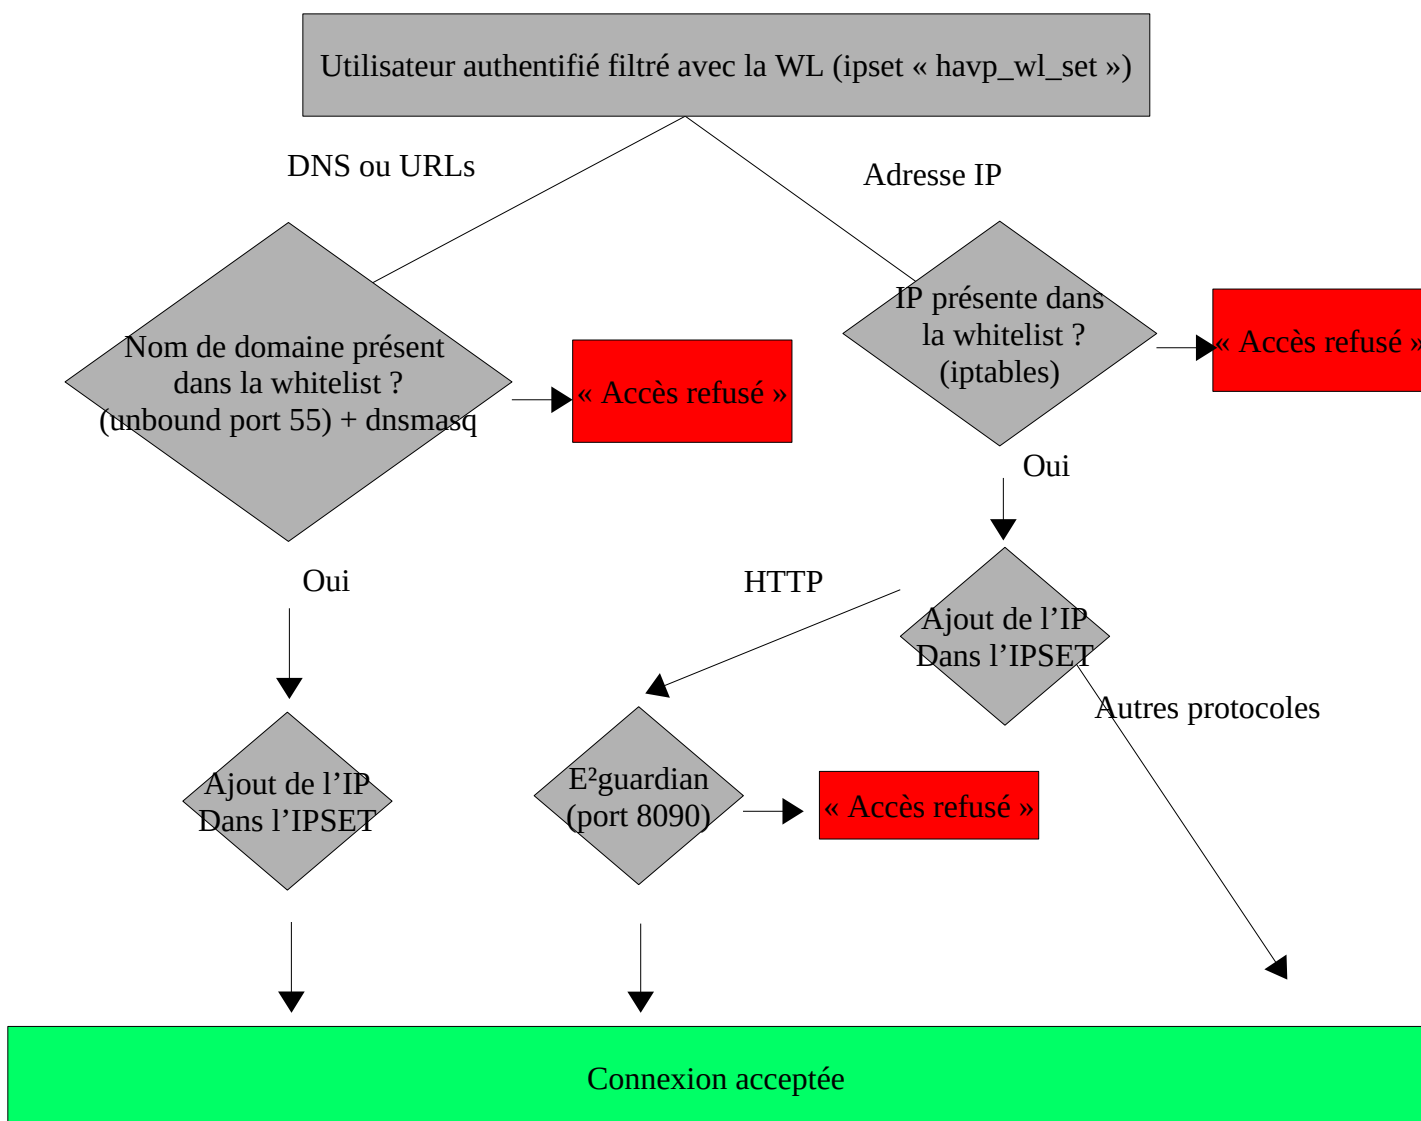 Utilisateur authentifié filtré avec la WL (ipset « havp_wl_set »)
DNS ou URLs
Adresse IP
Nom de domaine présent
dans la whitelist ?
(unbound port 55) + dnsmasq
« Accès refusé »
IP présente dans
la whitelist ?
(iptables)
« Accès refusé »
Oui
Oui
HTTP
Ajout de l’IP
Dans l’IPSET
Autres protocoles
Ajout de l’IP
Dans l’IPSET
E²guardian
(port 8090)
« Accès refusé »
Connexion acceptée